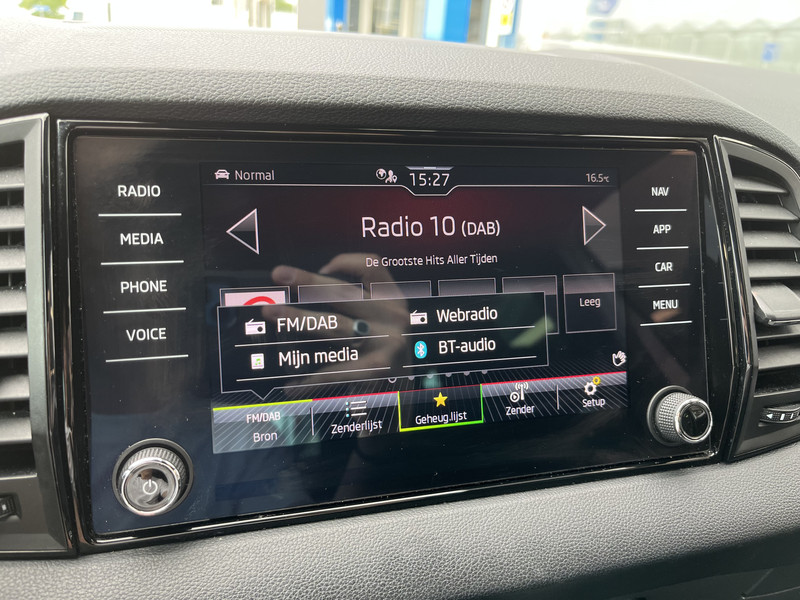 RADIO
MEDIA
PHONE
VOICE
Normal
15:27
16.5°C
Radio 10 (DAB)
De Grootste Hits Aller Tijden
Leeg
FM/DAB
Webradio
Mijn media
BT-audio
FM/DAB
Bron
Zenderlijst
Geheug.lijst
Zender
Setup
NAV
APP
CAR
MENU